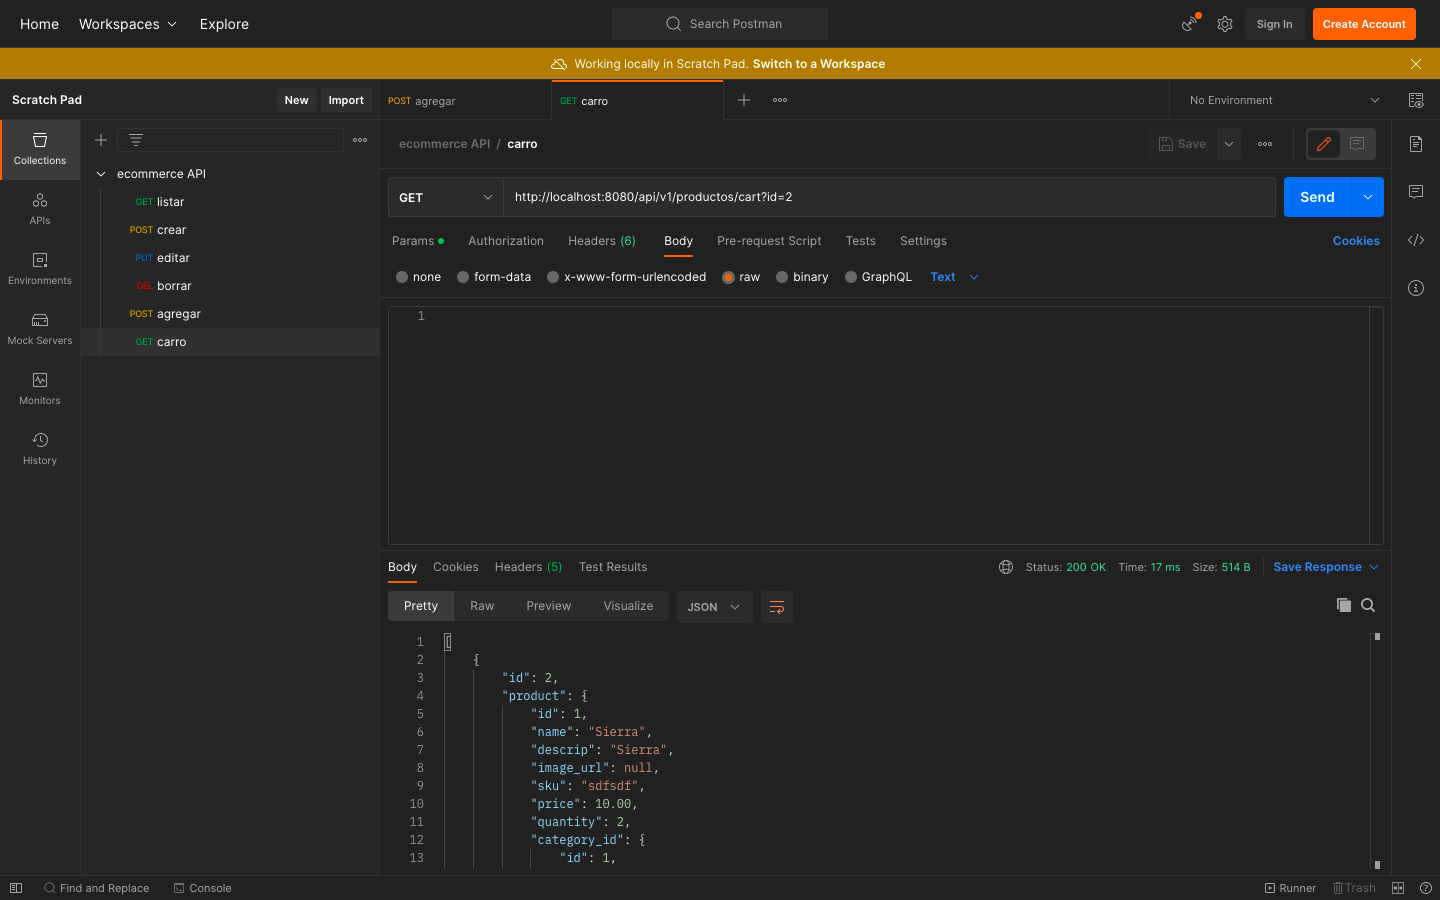 Home Workspaces Explore Search Postman Sign In Create Account
Working locally in Scratch Pad. Switch to a Workspace
Scratch Pad New Import
POST agregar GET carro No Environment
Collections
APIs
Environments
Mock Servers
Monitors
History
ecommerce API
GET listar
POST crear
PUT editar
DEL borrar
POST agregar
GET carro
ecommerce API / carro Save
GET http://localhost:8080/api/v1/productos/cart?id=2 Send
Params Authorization Headers (6) Body Pre-request Script Tests Settings Cookies
none form-data x-www-form-urlencoded raw binary GraphQL Text
1
Body Cookies Headers (5) Test Results Status: 200 OK Time: 17 ms Size: 514 B Save Response
Pretty Raw Preview Visualize JSON
1 [
2 {
3 "id": 2,
4 "product": {
5 "id": 1,
6 "name": "Sierra",
7 "descrip": "Sierra",
8 "image_url": null,
9 "sku": "sdfsdf",
10 "price": 10.00,
11 "quantity": 2,
12 "category_id": {
13 "id": 1,
Find and Replace Console Runner Trash